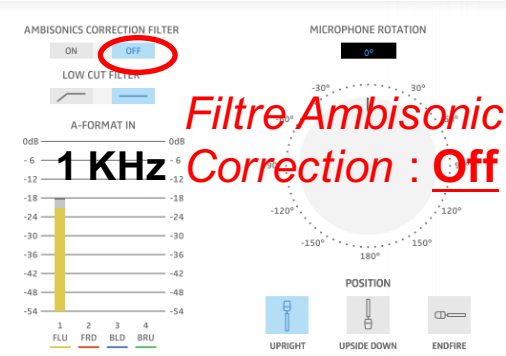 AMBISONICS CORRECTION FILTER
ON OFF
LOW CUT FILTER
A-FORMAT IN
0dB 0dB
- 6 - 6
-12 -12
-18 -18
-24 -24
-30 -30
-36 -36
-42 -42
-48 -48
-54 -54
1 2 3 4
FLU FRD BLD BRU
1 KHz
Filtre Ambisonic
Correction : Off
MICROPHONE ROTATION
0°
-30° 30°
-120° 120°
-150° 150°
180°
POSITION
UPRIGHT UPSIDE DOWN ENDFIRE